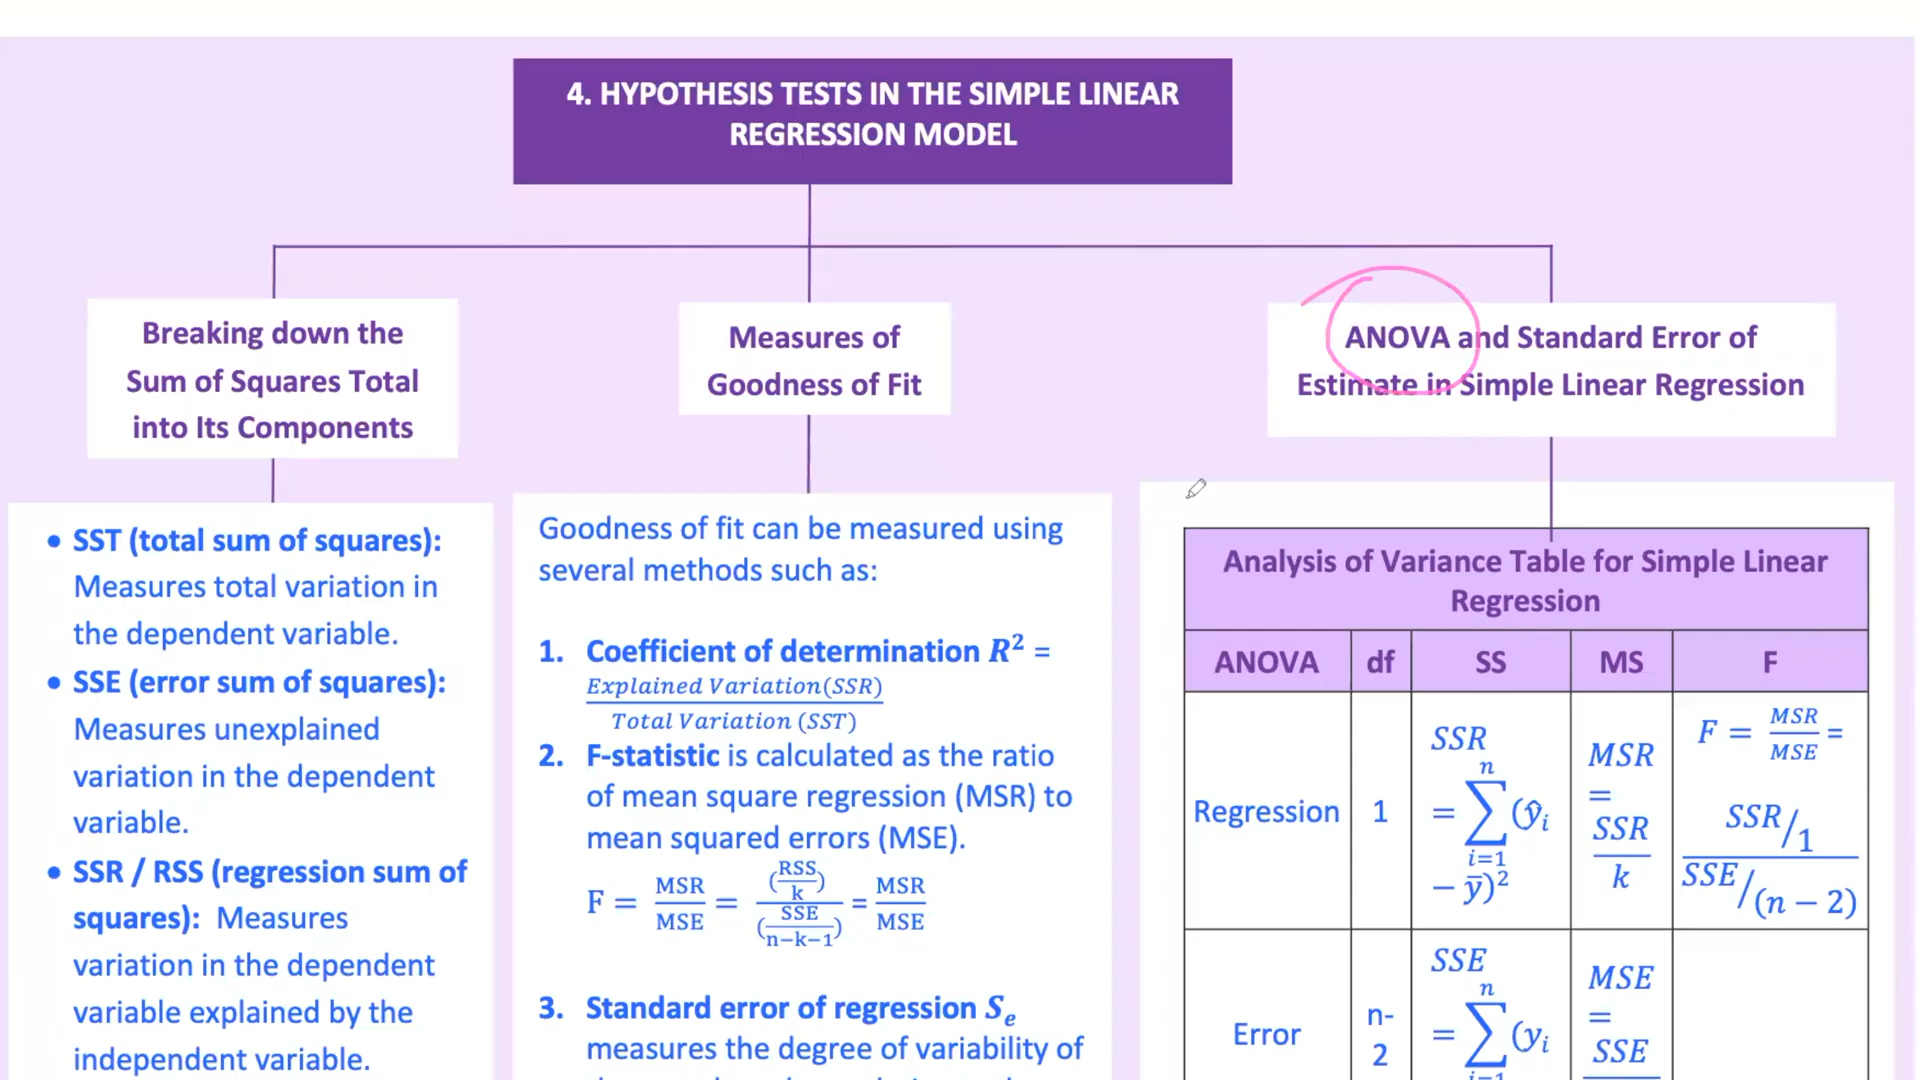 4. HYPOTHESIS TESTS IN THE SIMPLE LINEAR
REGRESSION MODEL
Breaking down the
Sum of Squares Total
into Its Components
• SST (total sum of squares):
Measures total variation in
the dependent variable.
• SSE (error sum of squares):
Measures unexplained
variation in the dependent
variable.
• SSR / RSS (regression sum of
squares): Measures
variation in the dependent
variable explained by the
independent variable.
Measures of
Goodness of Fit
Goodness of fit can be measured using
several methods such as:
1. Coefficient of determination R² =
Explained Variation(SSR)
Total Variation (SST)
2. F-statistic is calculated as the ratio
of mean square regression (MSR) to
mean squared errors (MSE).
F = MSR/MSE = (RSS/k)/(SSE/n−k−1) = MSR/MSE
3. Standard error of regression Sₑ
measures the degree of variability of
ANOVA and Standard Error of
Estimate in Simple Linear Regression
Analysis of Variance Table for Simple Linear
Regression
ANOVA df SS MS F
Regression
1
SSR
n
= ∑ (ŷᵢ
i=1
− ȳ)²
MSR
=
SSR
k
F = MSR/MSE =
SSR/1
SSE/(n − 2)
Error
n-
2
SSE
n
= ∑ (yᵢ
i=1
MSE
=
SSE